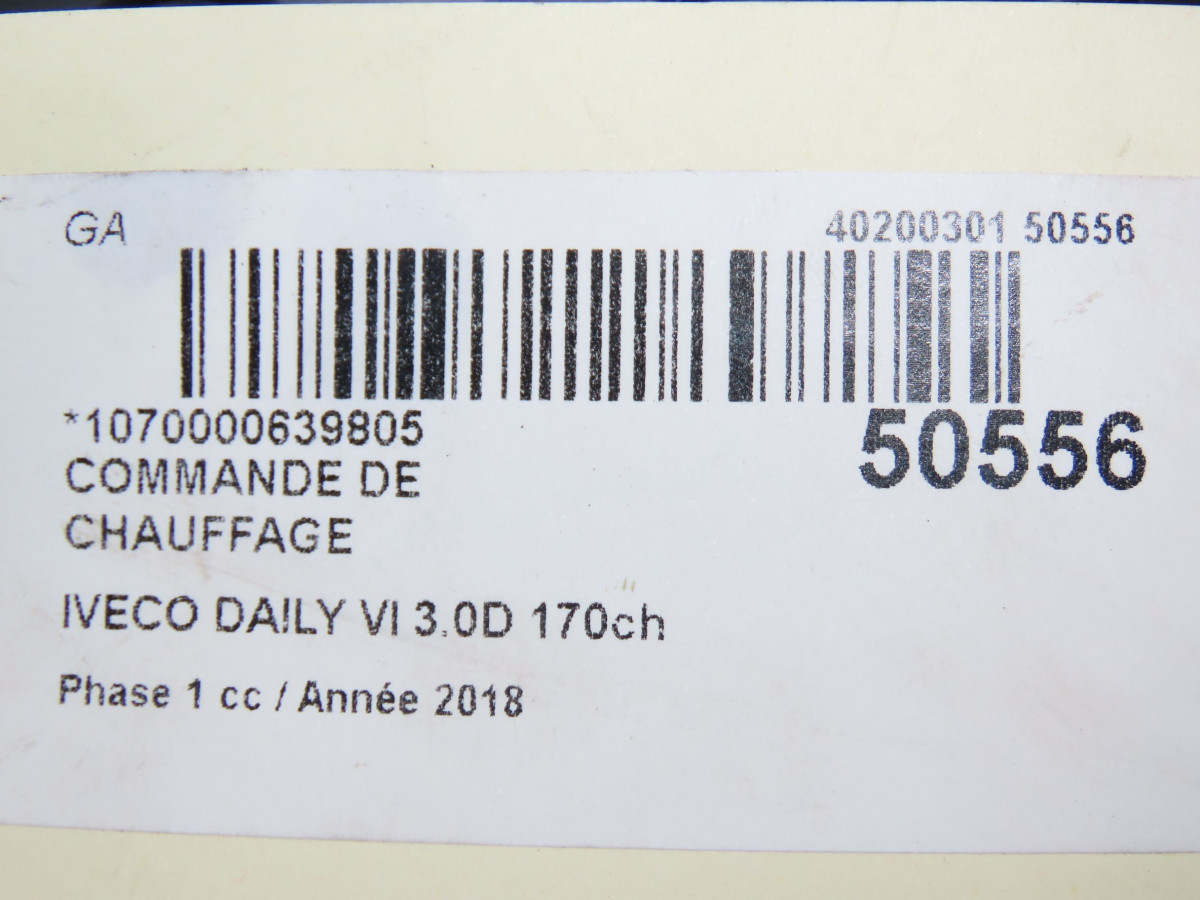 GA
40200301 50556
*1070000639805
50556
COMMANDE DE
CHAUFFAGE
IVECO DAILY VI 3.0D 170ch
Phase 1 cc / Année 2018